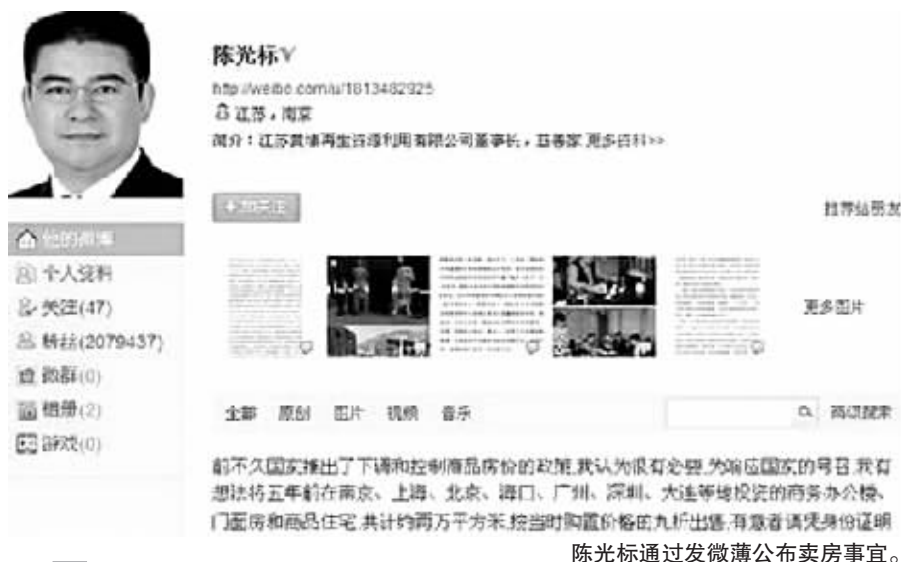 陈光标V
http://weibo.com/u/1813482925
江苏，南京
简介：江苏黄埔再生资源利用有限公司董事长，慈善家 更多资料>>
+加关注
推荐给朋友
他的微博
个人资料
关注(47)
粉丝(2079437)
微群(0)
相册(2)
游戏(0)
更多图片
全部 原创 图片 视频 音乐
高级搜索
前不久国家推出了下调和控制商品房价的政策,我认为很有必要,为响应国家的号召,我有
想法将五年前在南京、上海、北京、海口、广州、深圳、大连等地投资的商务办公楼、
门面房和商品住宅,共计约两万平方米,按当时购置价格的九折出售,有意者请凭身份证明
陈光标通过发微薄公布卖房事宜。